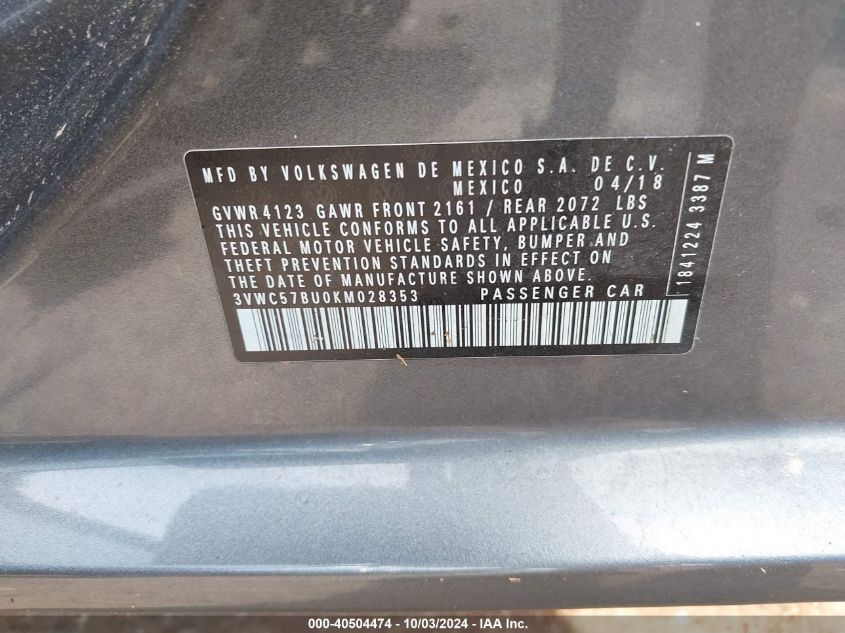 MFD BY VOLKSWAGEN DE MEXICO S.A. DE C.V.
MEXICO 04/18
GVWR 4123 GAWR FRONT 2161 / REAR 2072 LBS
THIS VEHICLE CONFORMS TO ALL APPLICABLE U.S.
FEDERAL MOTOR VEHICLE SAFETY, BUMPER AND
THEFT PREVENTION STANDARDS IN EFFECT ON
THE DATE OF MANUFACTURE SHOWN ABOVE.
3VWC57BU0KM028353 PASSENGER CAR
1841224 3387 M
000-40504474 - 10/03/2024 - IAA Inc.